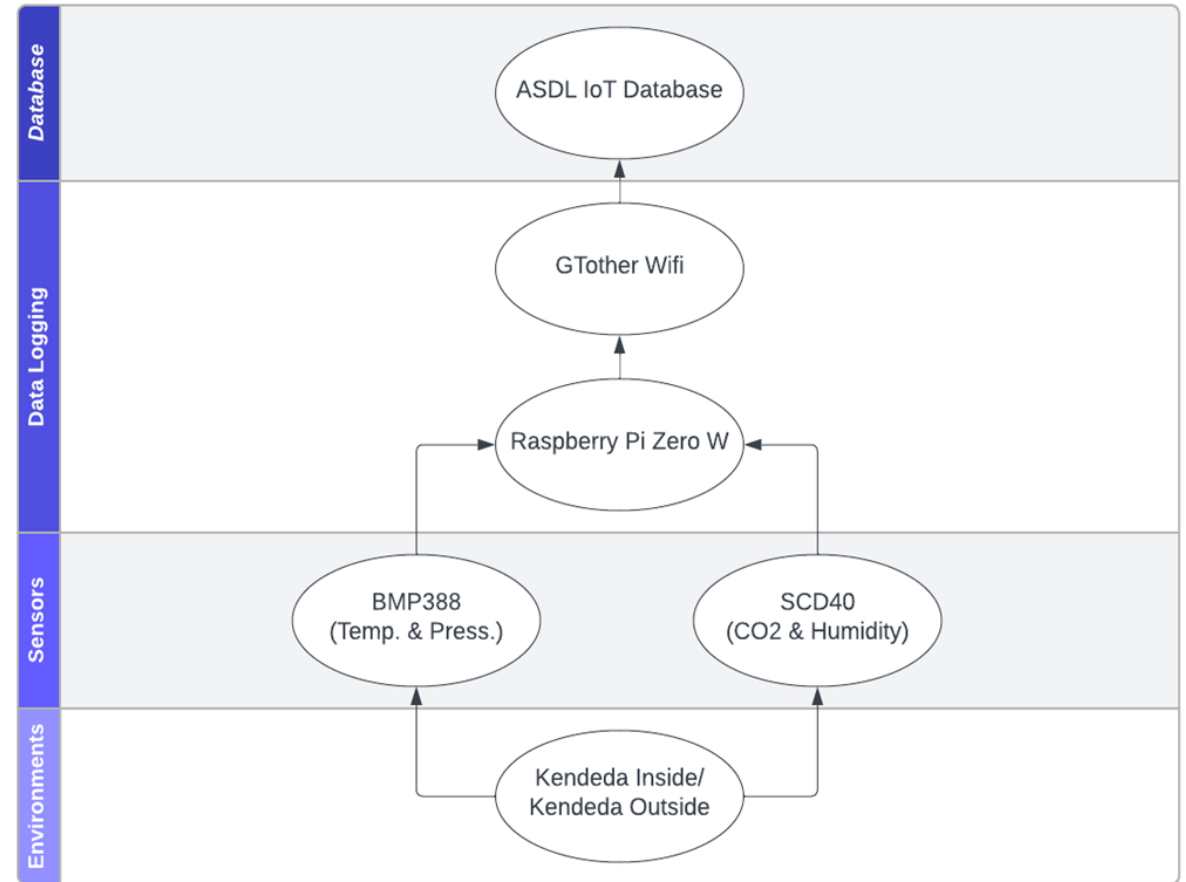 Database
ASDL IoT Database
Data Logging
GTother Wifi
Raspberry Pi Zero W
Sensors
BMP388
(Temp. & Press.)
SCD40
(CO2 & Humidity)
Environments
Kendeda Inside/
Kendeda Outside